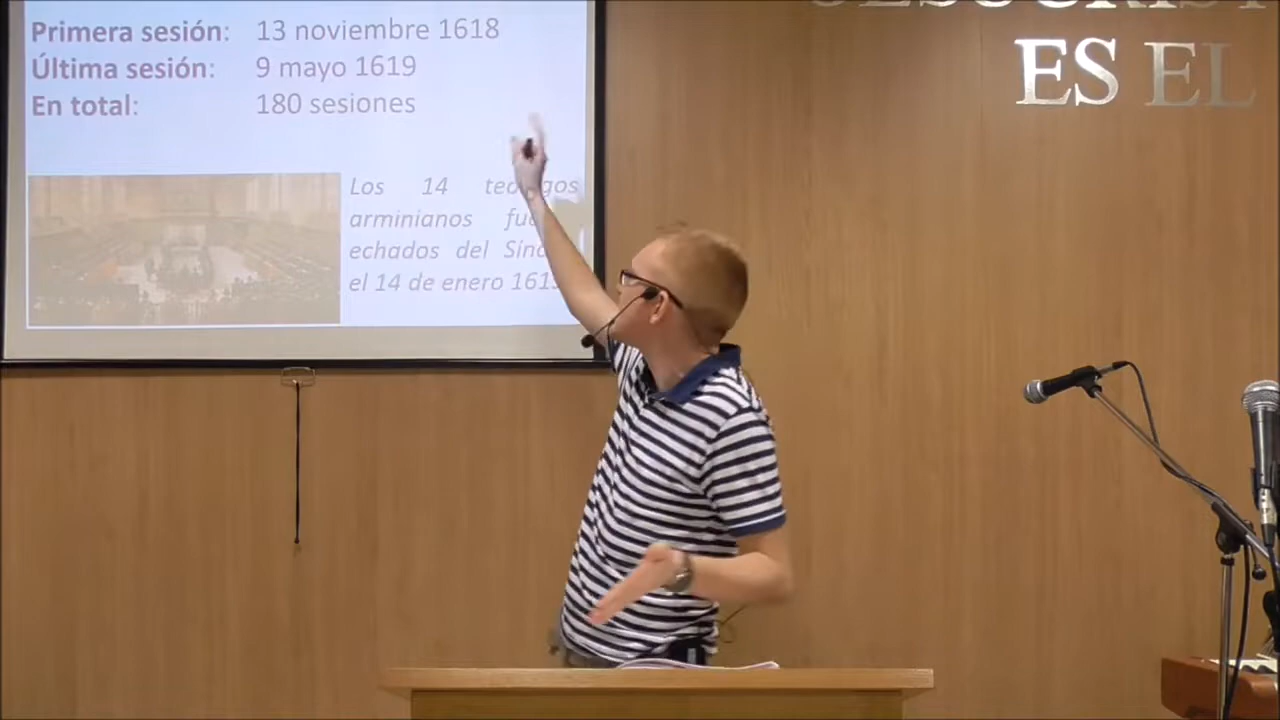 Primera sesión: 13 noviembre 1618
Última sesión: 9 mayo 1619
En total: 180 sesiones
Los 14
arminianos
echados del
el 14 de enero
ES EL